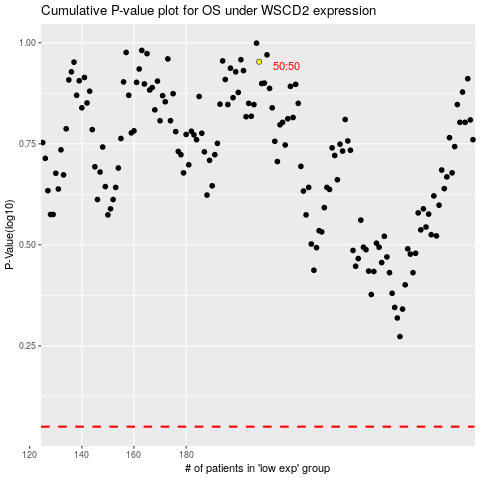 Cumulative P-value plot for OS under WSCD2 expression
P-Value(log10)
1.00
0.75
0.50
0.25
50:50
120 140 160 180
# of patients in 'low exp' group